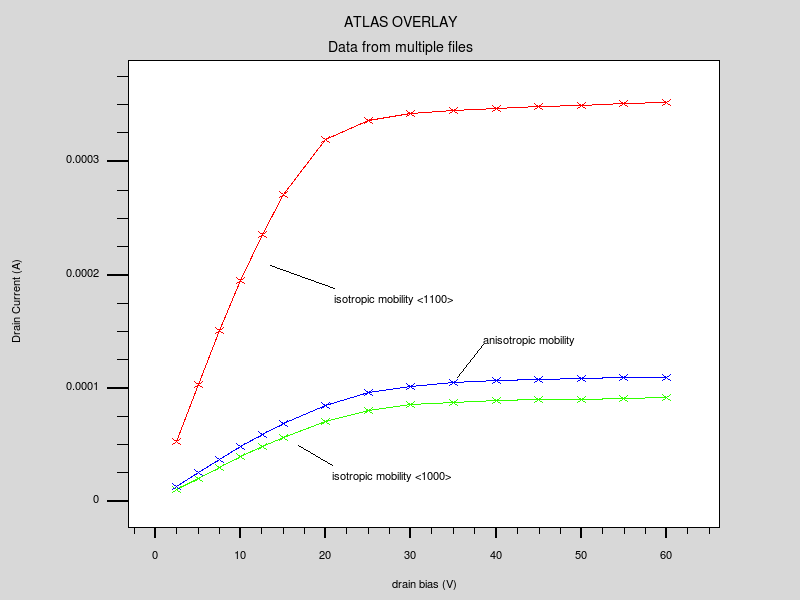 ATLAS OVERLAY
Data from multiple files
0.0003
0.0002
0.0001
0
Drain Current (A)
isotropic mobility <1100>
anisotropic mobility
isotropic mobility <1000>
0 10 20 30 40 50 60
drain bias (V)